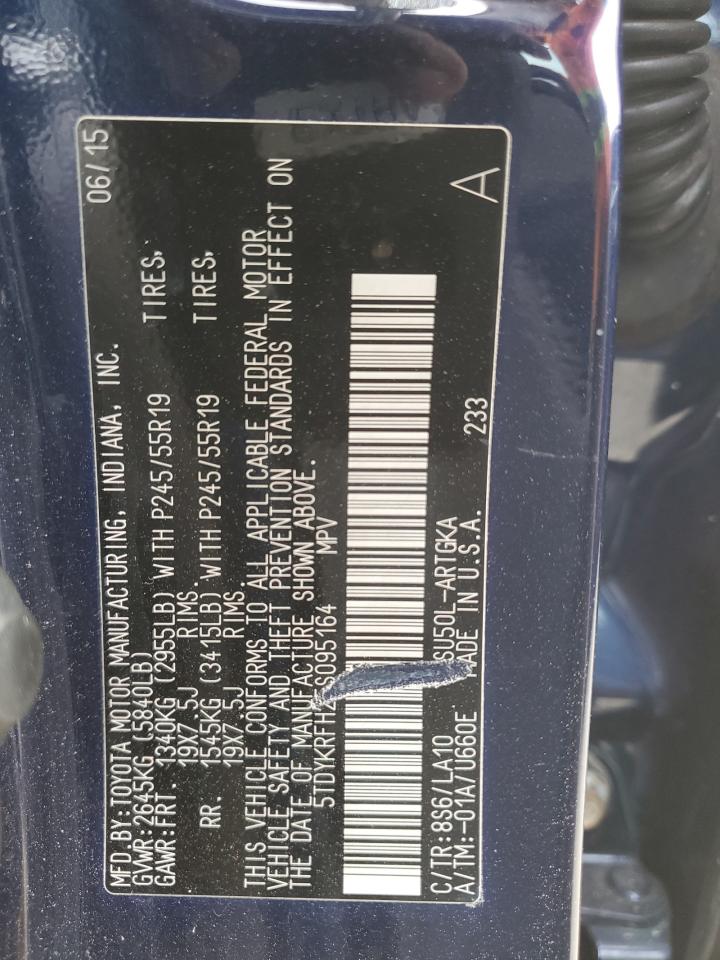 MFD.BY:TOYOTA MOTOR MANUFACTURING, INDIANA, INC. 06/15
GVWR:2645KG (5840LB)
GAWR:FRT. 1340KG (2955LB) WITH P245/55R19 TIRES,
19X7.5J RIMS.
RR. 1545KG (3415LB) WITH P245/55R19 TIRES,
19X7.5J RIMS.
THIS VEHICLE CONFORMS TO ALL APPLICABLE FEDERAL MOTOR
VEHICLE SAFETY AND THEFT PREVENTION STANDARDS IN EFFECT ON
THE DATE OF MANUFACTURE SHOWN ABOVE.
5TDYKRFH S095164 MPV
C/TR:8S6/LA10 SU50L-ARTGKA
A/TM:-01A/U660E MADE IN U.S.A. 233 A